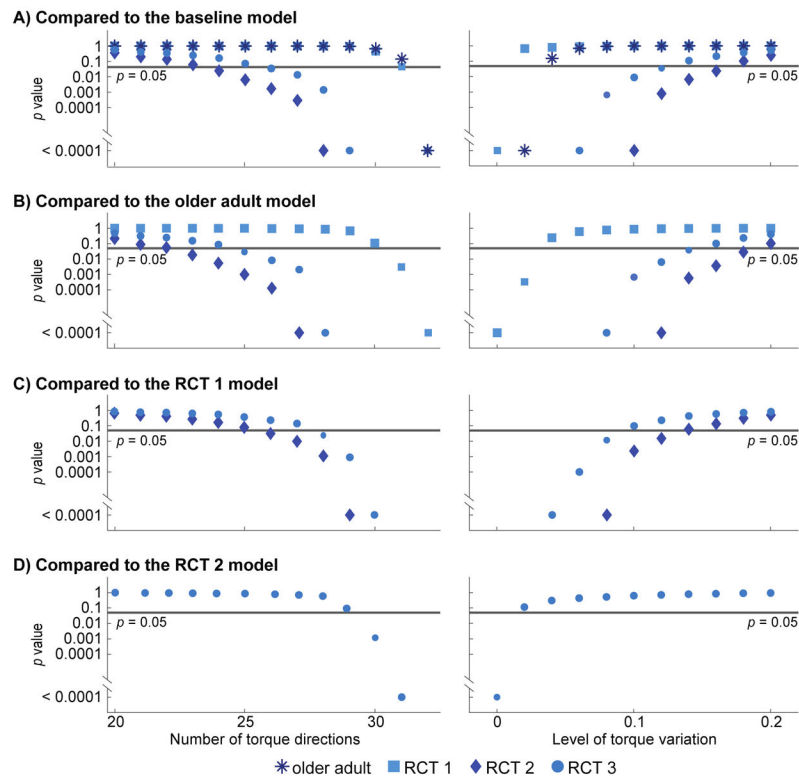 A) Compared to the baseline model
p value
1
0.1
0.01
0.001
0.0001
< 0.0001
p = 0.05
p = 0.05
B) Compared to the older adult model
p value
1
0.1
0.01
0.001
0.0001
< 0.0001
p = 0.05
p = 0.05
C) Compared to the RCT 1 model
p value
1
0.1
0.01
0.001
0.0001
< 0.0001
p = 0.05
p = 0.05
D) Compared to the RCT 2 model
p value
1
0.1
0.01
0.001
0.0001
< 0.0001
p = 0.05
p = 0.05
20 25 30
0 0.1 0.2
Number of torque directions
Level of torque variation
older adult RCT 1 RCT 2 RCT 3